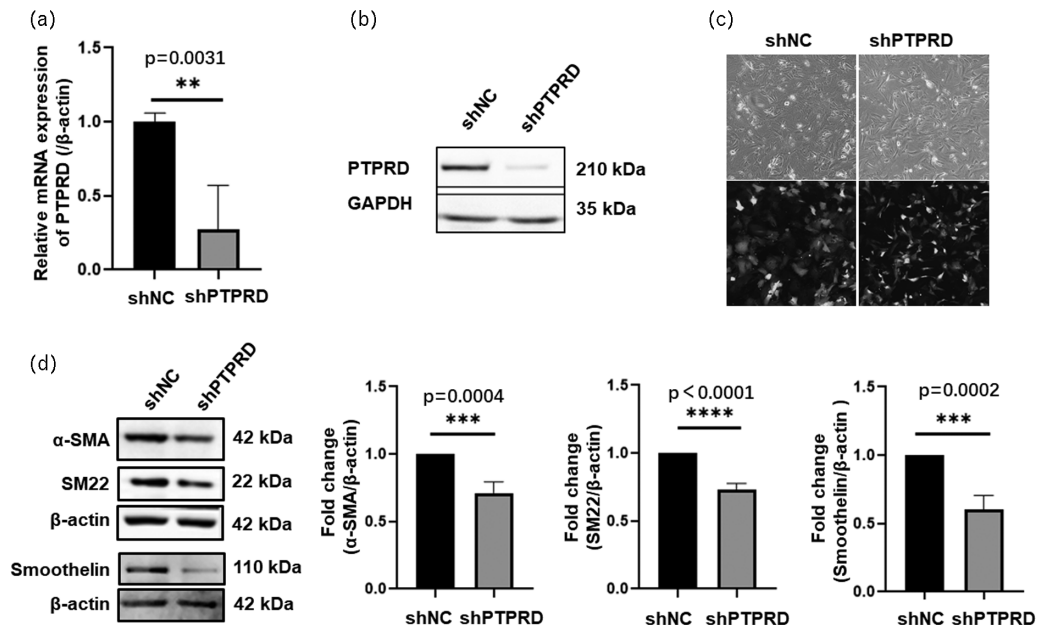 (a)
1.5
1.0
0.5
0.0
Relative mRNA expression
of PTPRD (/β-actin)
p=0.0031
**
shNC shPTPRD
(b)
shNC shPTPRD
PTPRD 210 kDa
GAPDH 35 kDa
(c)
shNC shPTPRD
(d)
shNC shPTPRD
α-SMA 42 kDa
SM22 22 kDa
β-actin 42 kDa
Smoothelin 110 kDa
β-actin 42 kDa
1.5
1.0
0.5
0.0
Fold change
(α-SMA/β-actin)
p=0.0004
***
shNC shPTPRD
1.5
1.0
0.5
0.0
Fold change
(SM22/β-actin)
p<0.0001
****
shNC shPTPRD
1.5
1.0
0.5
0.0
Fold change
(Smoothelin/β-actin )
p=0.0002
***
shNC shPTPRD